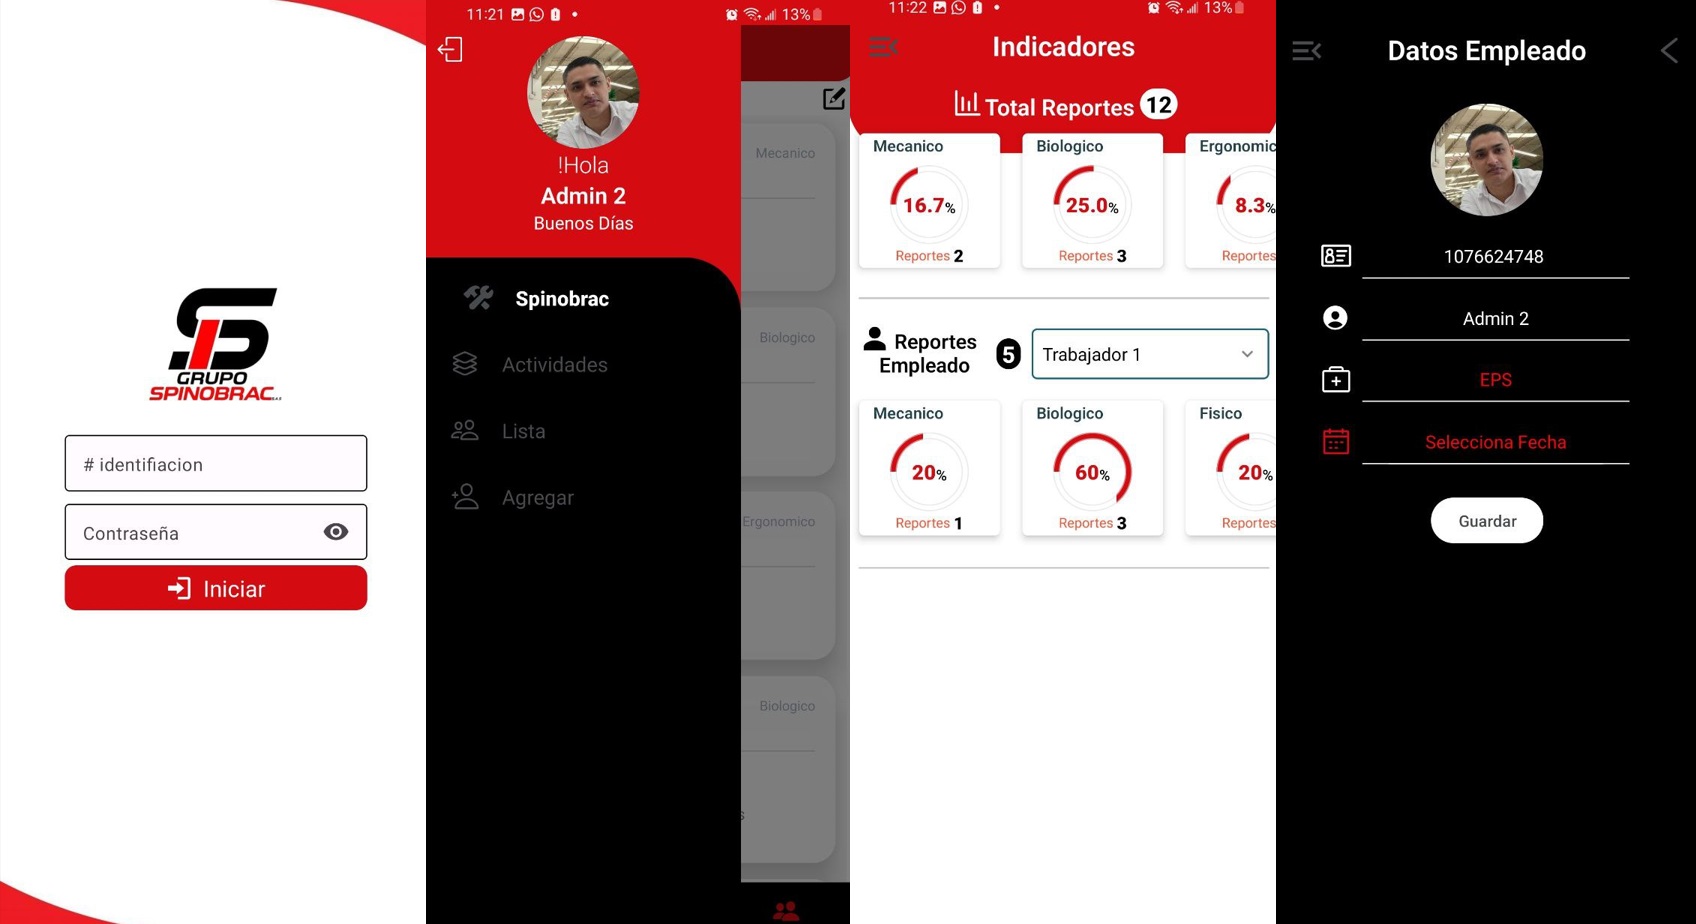 GRUPO
SPINOBRAC
# identifiacion
Contraseña
Iniciar
11:21
13%
!Hola
Admin 2
Buenos Días
Spinobrac
Actividades
Lista
Agregar
Mecanico
Biologico
Ergonomico
Biologico
s
11:22
13%
Indicadores
Total Reportes 12
Mecanico
16.7%
Reportes 2
Biologico
25.0%
Reportes 3
Ergonomic
8.3%
Reportes
Reportes
Empleado
5
Trabajador 1
Mecanico
20%
Reportes 1
Biologico
60%
Reportes 3
Fisico
20%
Reportes
Datos Empleado
1076624748
Admin 2
EPS
Selecciona Fecha
Guardar